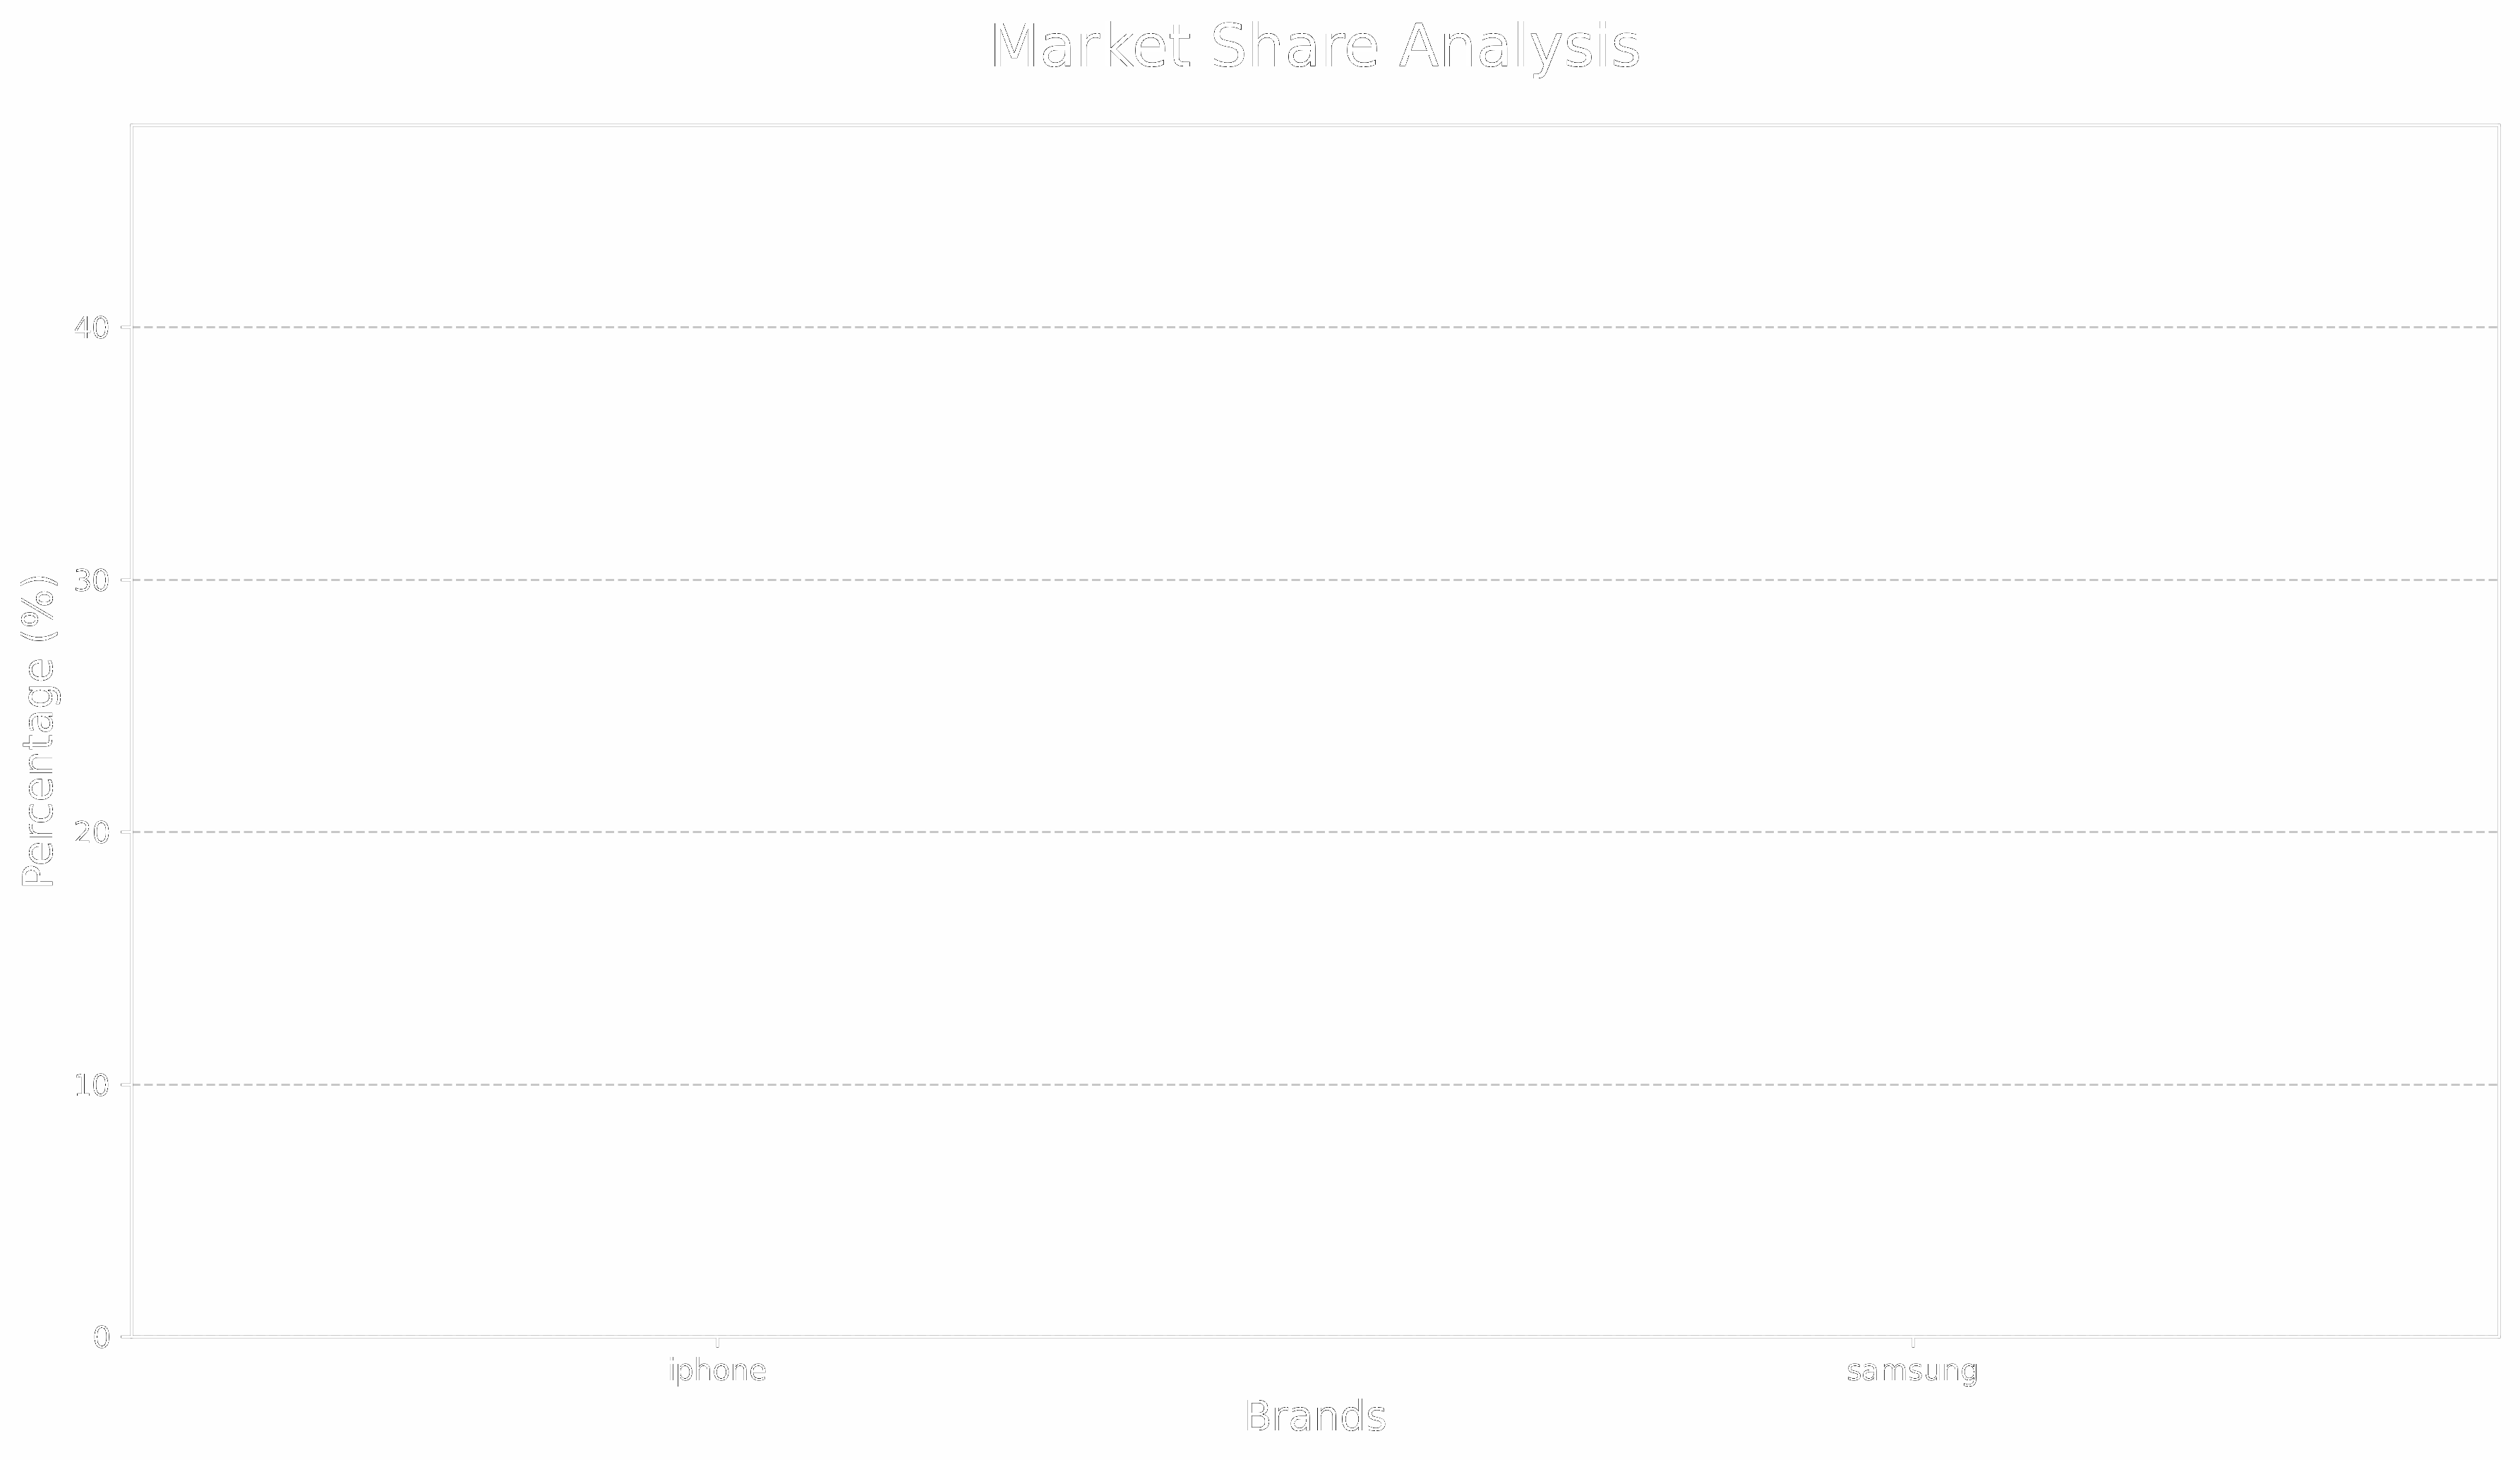 Market Share Analysis
40
30
20
10
0
Percentage (%)
iphone
samsung
Brands